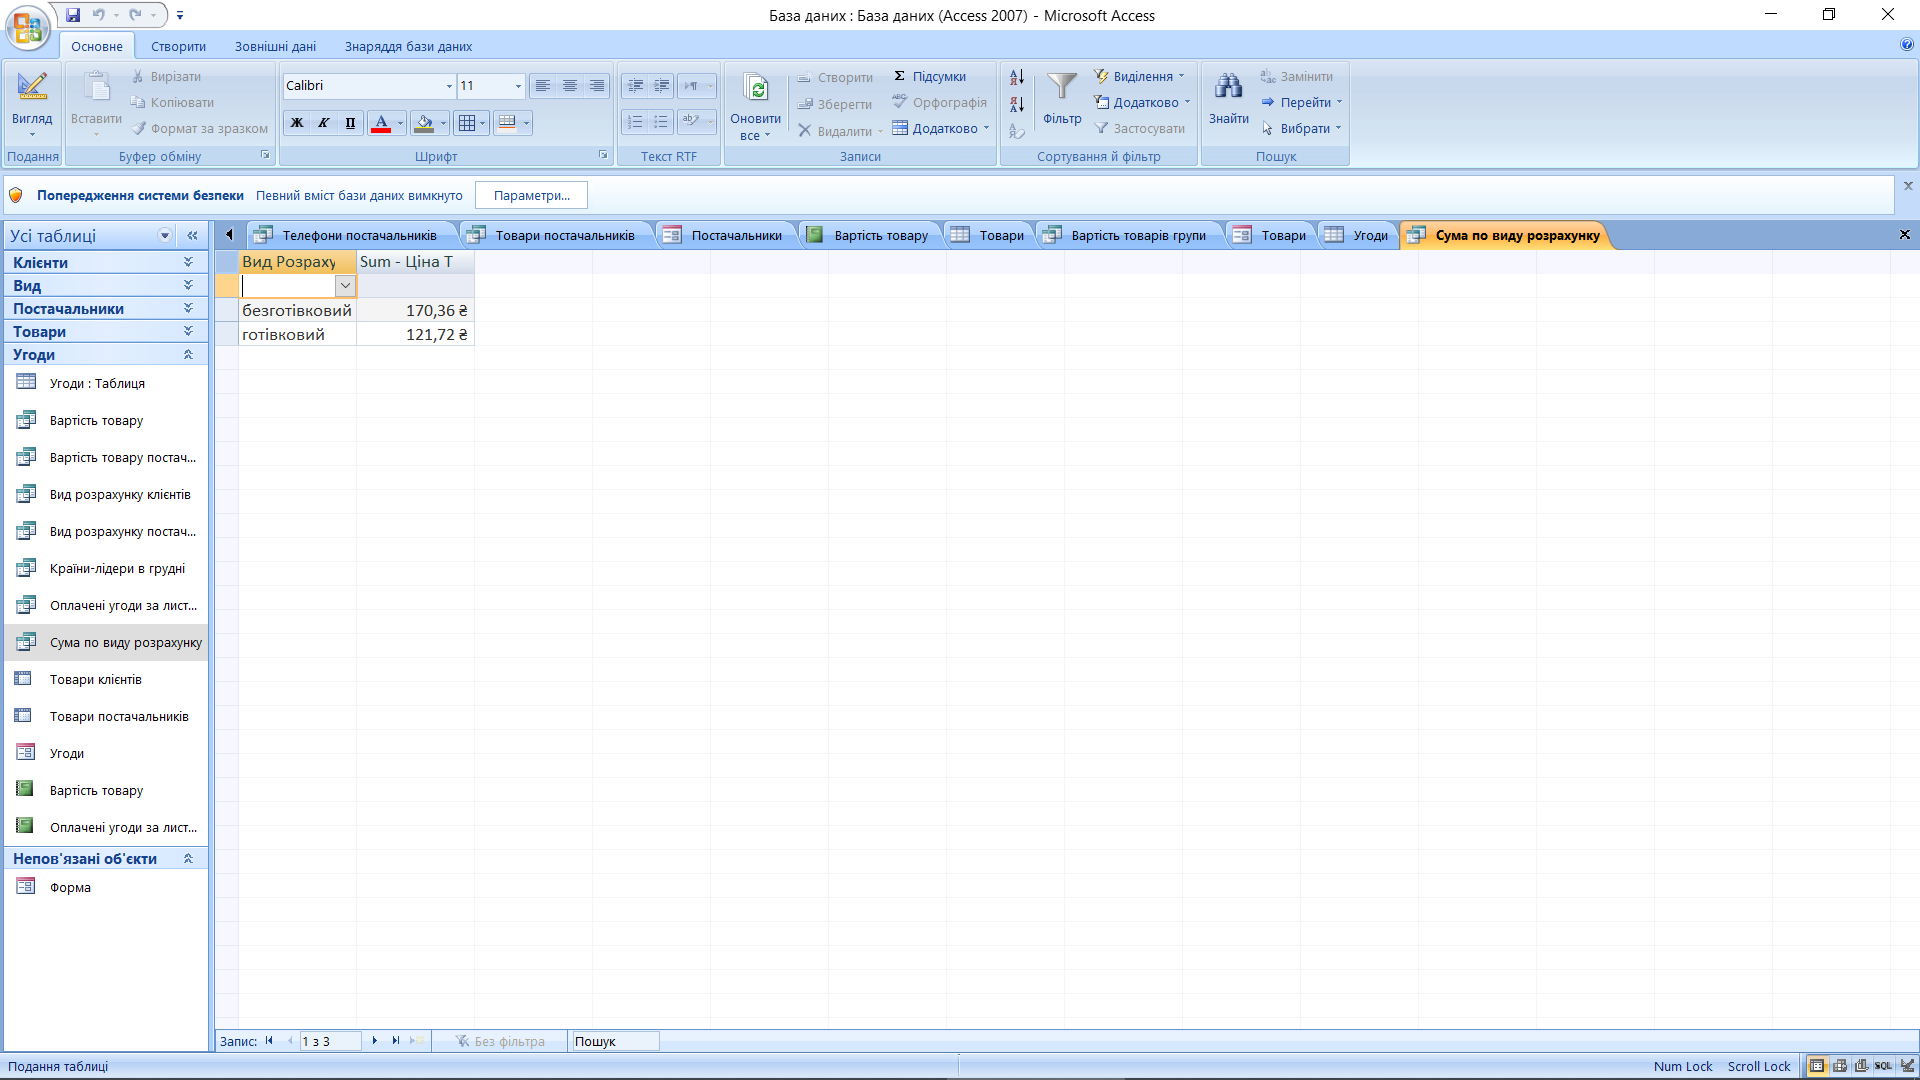 База даних : База даних (Access 2007) - Microsoft Access
Основне Створити Зовнішні дані Знаряддя бази даних
Вигляд
Подання
Вставити
Вирізати
Копіювати
Формат за зразком
Буфер обміну
Calibri 11
Ж К П
Шрифт
Текст RTF
Оновити все
Створити
Зберегти
Видалити
Підсумки
Орфографія
Додатково
Записи
Фільтр
Виділення
Додатково
Застосувати
Сортування й фільтр
Знайти
Замінити
Перейти
Вибрати
Пошук
Попередження системи безпеки Певний вміст бази даних вимкнуто Параметри...
Усі таблиці
Клієнти
Вид
Постачальники
Товари
Угоди
Угоди : Таблиця
Вартість товару
Вартість товару постач...
Вид розрахунку клієнтів
Вид розрахунку постач...
Країни-лідери в грудні
Оплачені угоди за лист...
Сума по виду розрахунку
Товари клієнтів
Товари постачальників
Угоди
Вартість товару
Оплачені угоди за лист...
Непов'язані об'єкти
Форма
Телефони постачальників Товари постачальників Постачальники Вартість товару Товари Вартість товарів групи Товари Угоди Сума по виду розрахунку
Вид Розраху Sum - Ціна Т
безготівковий 170,36 ₴
готівковий 121,72 ₴
Запис: 1 з 3 Без фільтра Пошук
Подання таблиці Num Lock Scroll Lock SQL